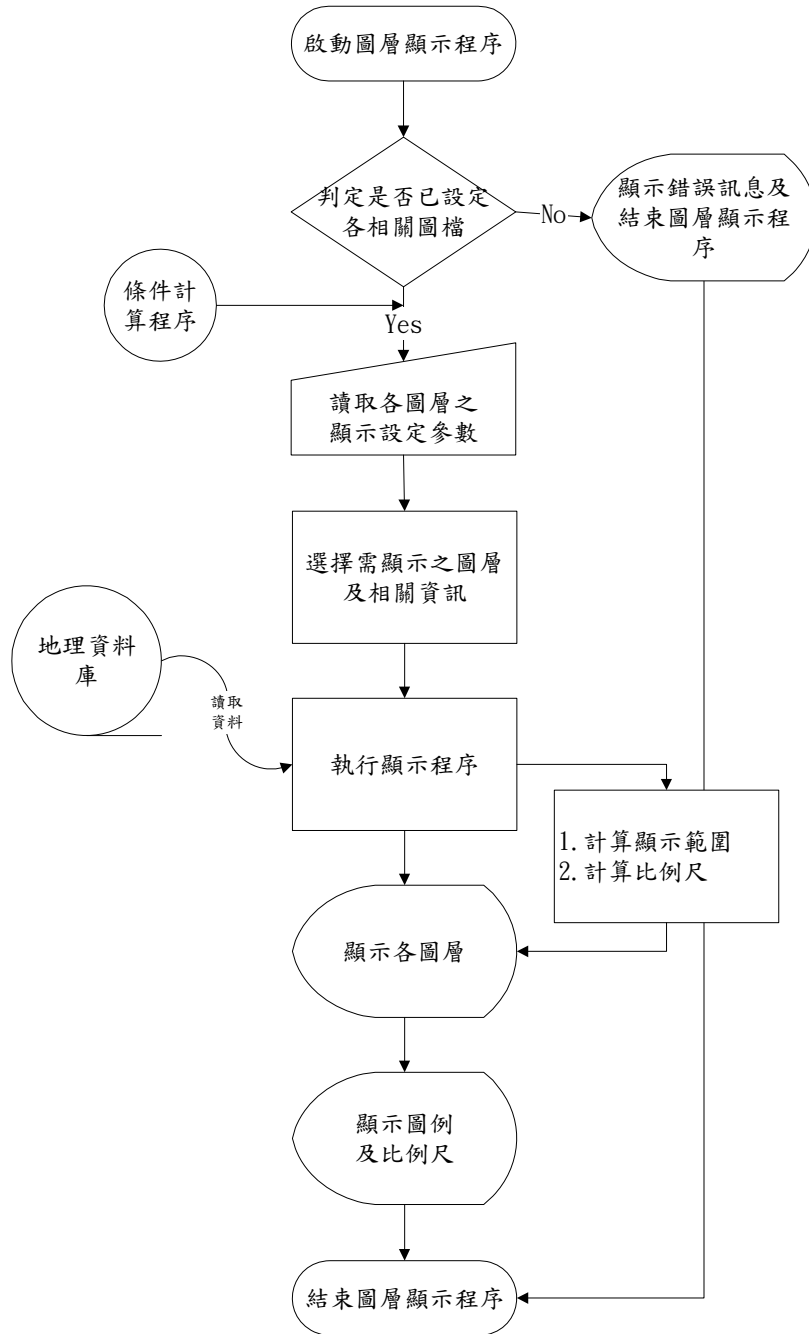 啟動圖層顯示程序
判定是否已設定
各相關圖檔
No
顯示錯誤訊息及
結束圖層顯示程
序
條件計
算程序
Yes
讀取各圖層之
顯示設定參數
選擇需顯示之圖層
及相關資訊
地理資料
庫
讀取
資料
執行顯示程序
1.計算顯示範圍
2.計算比例尺
顯示各圖層
顯示圖例
及比例尺
結束圖層顯示程序